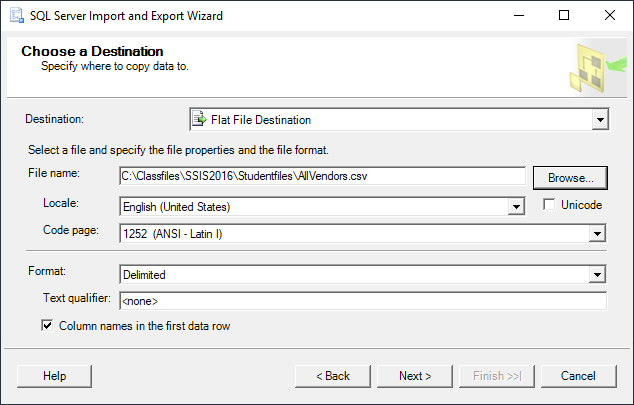 SQL Server Import and Export Wizard
Choose a Destination
Specify where to copy data to.
Destination: Flat File Destination
Select a file and specify the file properties and the file format.
File name: C:\Classfiles\SSIS2016\Studentfiles\AllVendors.csv Browse...
Locale: English (United States) Unicode
Code page: 1252 (ANSI - Latin I)
Format: Delimited
Text qualifier: <none>
Column names in the first data row
Help < Back Next > Finish >>| Cancel